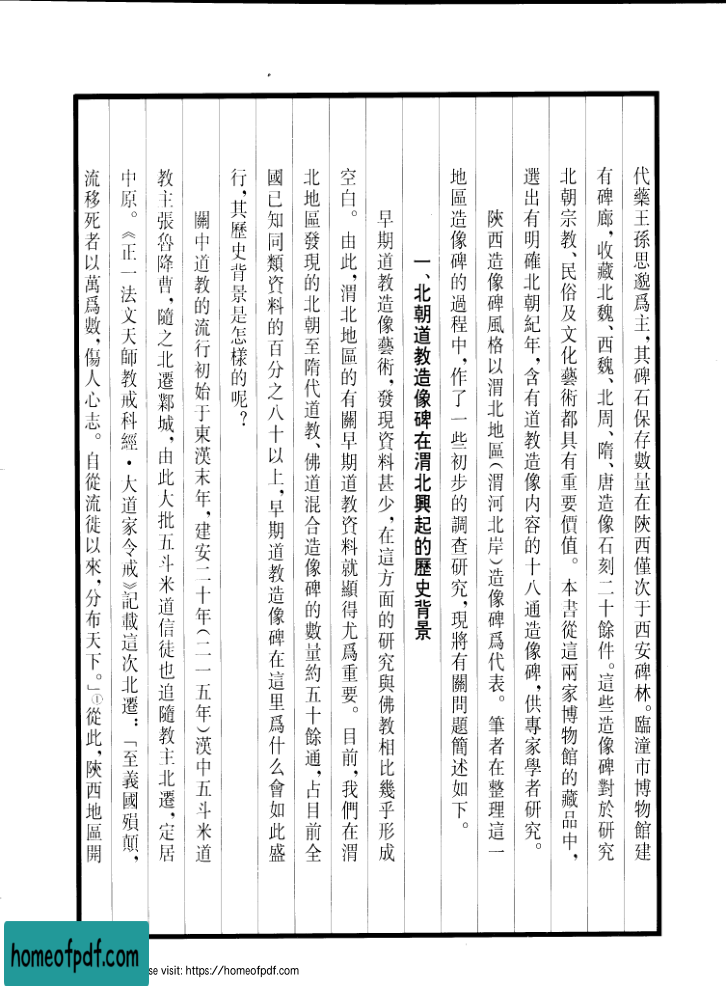 代藥王孫思邈爲主，其碑石保存數量在陝西僅次于西安碑林。臨潼市博物館建
有碑廊，收藏北魏、西魏、北周、隋、唐造像石刻二十餘件。這些造像碑對於研究
北朝宗教、民俗及文化藝術都具有重要價值。本書從這兩家博物館的藏品中，
選出有明確北朝紀年，含有道教造像内容的十八通造像碑，供專家學者研究。
陝西造像碑風格以渭北地區（渭河北岸）造像碑爲代表。筆者在整理這一
地區造像碑的過程中，作了一些初步的調查研究，現將有關問題簡述如下。
一、北朝道教造像碑在渭北興起的歷史背景
早期道教造像藝術，發現資料甚少，在這方面的研究與佛教相比幾乎形成
空白。由此，渭北地區的有關早期道教資料就顯得尤爲重要。目前，我們在渭
北地區發現的北朝至隋代道教、佛道混合造像碑的數量約五十餘通，占目前全
國已知同類資料的百分之八十以上，早期道教造像碑在這里爲什么會如此盛
行，其歷史背景是怎樣的呢？
關中道教的流行初始于東漢末年，建安二十年（二一五年）漢中五斗米道
教主張魯降曹，隨之北遷鄴城，由此大批五斗米道信徒也追隨教主北遷，定居
中原。《正一法文天師教戒科經·大道家令戒》記載這次北遷：「至義國殞顛，
流移死者以萬爲數，傷人心志。自從流徙以來，分布天下。」①從此，陝西地區開
homeofpdf.com
se visit: https://homeofpdf.com